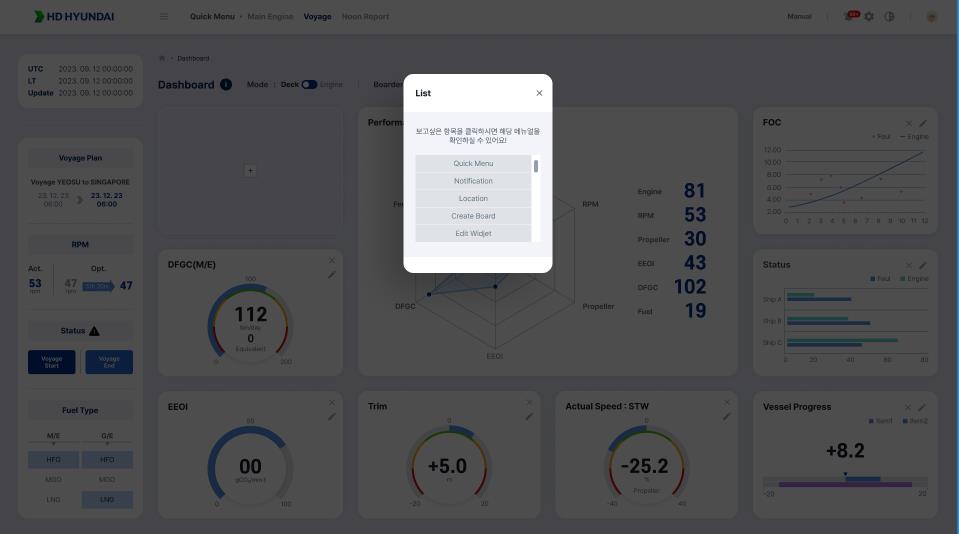 HD HYUNDAI
Quick Menu • Main Engine Voyage Noon Report
Manual
UTC 2023. 09. 12 00:00:00
LT 2023. 09. 12 00:00:00
Update 2023. 09. 12 00:00:00
Dashboard
Dashboard i Mode : Deck Engine Boarder
List
보고싶은 항목을 클릭하시면 해당 메뉴얼을
확인하실 수 있어요!
Quick Menu
Notification
Location
Create Board
Edit Widjet
Voyage Plan
Voyage YEOSU to SINGAPORE
23. 12. 23
06:00
23. 12. 23
06:00
RPM
Act. Opt.
53 47 47
rpm rpm
Status
Voyage
Start
Voyage
End
Fuel Type
M/E G/E
HFO HFO
MGO MGO
LNG LNG
DFGC(M/E)
100
112
ton/day
0
Equivalent
0 200
RPM
Propeller
EEOI
DFGC
Engine 81
RPM 53
Propeller 30
EEOI 43
DFGC 102
Fuel 19
FOC
Foul Engine
12.00
10.00
8.00
6.00
4.00
2.00
0 1 2 3 4 5 6 7 8 9 10 11 12
Status
Foul Engine
Ship A
Ship B
Ship C
0 20 40 60 80
EEOI
50
00
0 100
Trim
0
+5.0
m
-20 20
Actual Speed : STW
0
-25.2
%
Propeller
-40 40
Vessel Progress
Item1 Item2
+8.2
-20 20